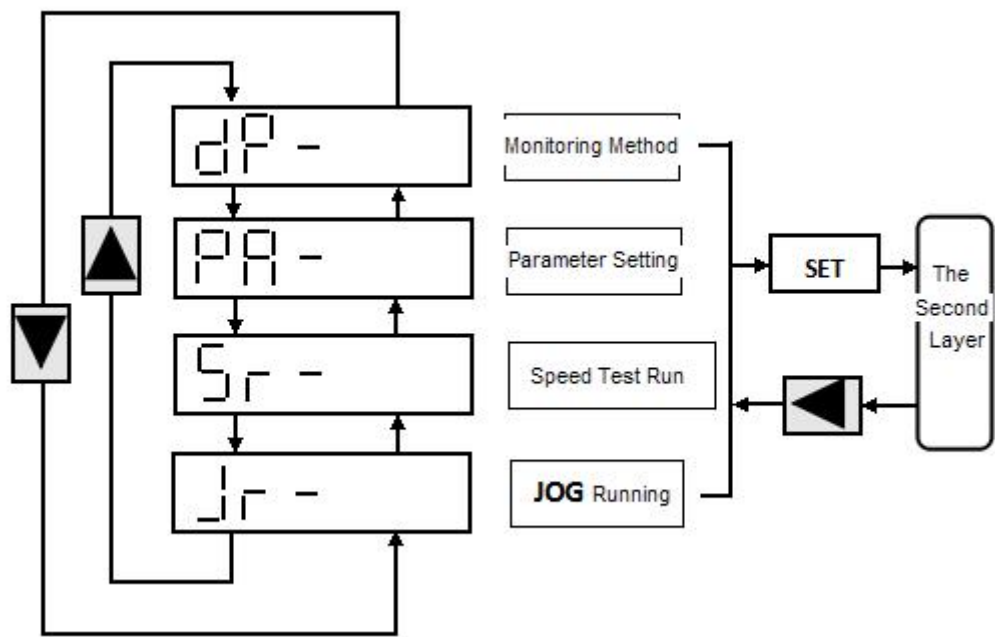 dP -
Monitoring Method
PA -
Parameter Setting
SET
The
Second
Layer
Sr -
Speed Test Run
Jr -
JOG Running